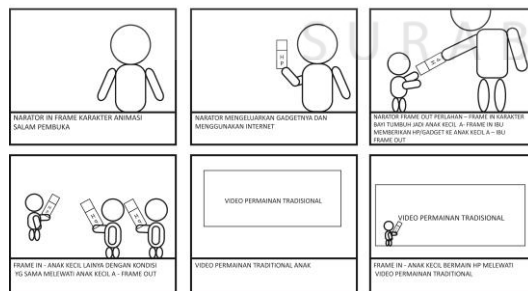 SURAB
HP
HP
NARATOR IN FRAME KARAKTER ANIMASI
SALAM PEMBUKA
NARATOR MENGELUARKAN GADGETNYA DAN
MENGGUNAKAN INTERNET
NARATOR FRAME OUT PERLAHAN – FRAME IN KARAKTER
BAYI TUMBUH JADI ANAK KECIL A- FRAME IN IBU
MEMBERIKAN HP/GADGET KE ANAK KECIL A – IBU
FRAME OUT
VIDEO PERMAINAN TRADISIONAL
VIDEO PERMAINAN TRADISIONAL
FRAME IN - ANAK KECIL LAINYA DENGAN KONDISI
YG SAMA MELEWATI ANAK KECIL A - FRAME OUT
VIDEO PERMAINAN TRADITIONAL ANAK
FRAME IN - ANAK KECIL BERMAIN HP MELEWATI
VIDEO PERMAINAN TRADITIONAL